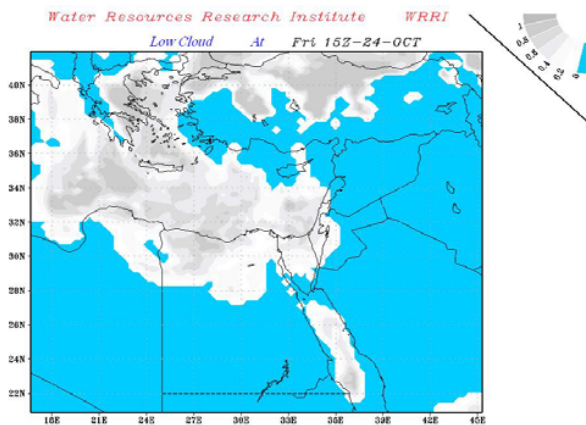 Water Resources Research Institute WRRI
Low Cloud At Fri 15Z-24-OCT
1
0.8
0.6
0.4
0.2
0
40N
38N
36N
34N
32N
30N
28N
26N
24N
22N
18E 21E 24E 27E 30E 33E 36E 39E 42E 45E